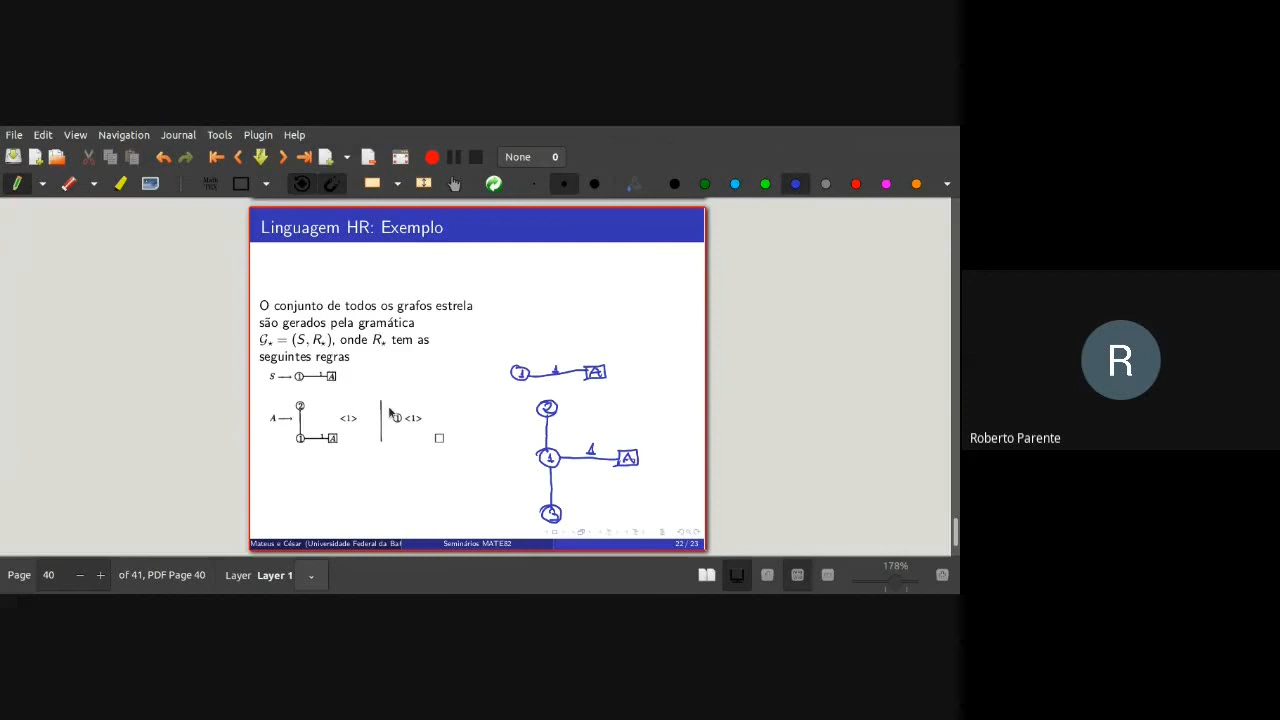 File Edit View Navigation Journal Tools Plugin Help
None 0
Linguagem HR: Exemplo
O conjunto de todos os grafos estrela
são gerados pela gramática
𝒢⋆ = (S, R⋆), onde R⋆ tem as
seguintes regras
S → 1 1 A
A → 2 1 1 A <1> | 1 <1>
1 1 A
2
1 1 A
3
Mateus e César (Universidade Federal da Ba Seminários MATE82 22 / 23
Page 40 − + of 41, PDF Page 40 Layer Layer 1 178%
R
Roberto Parente